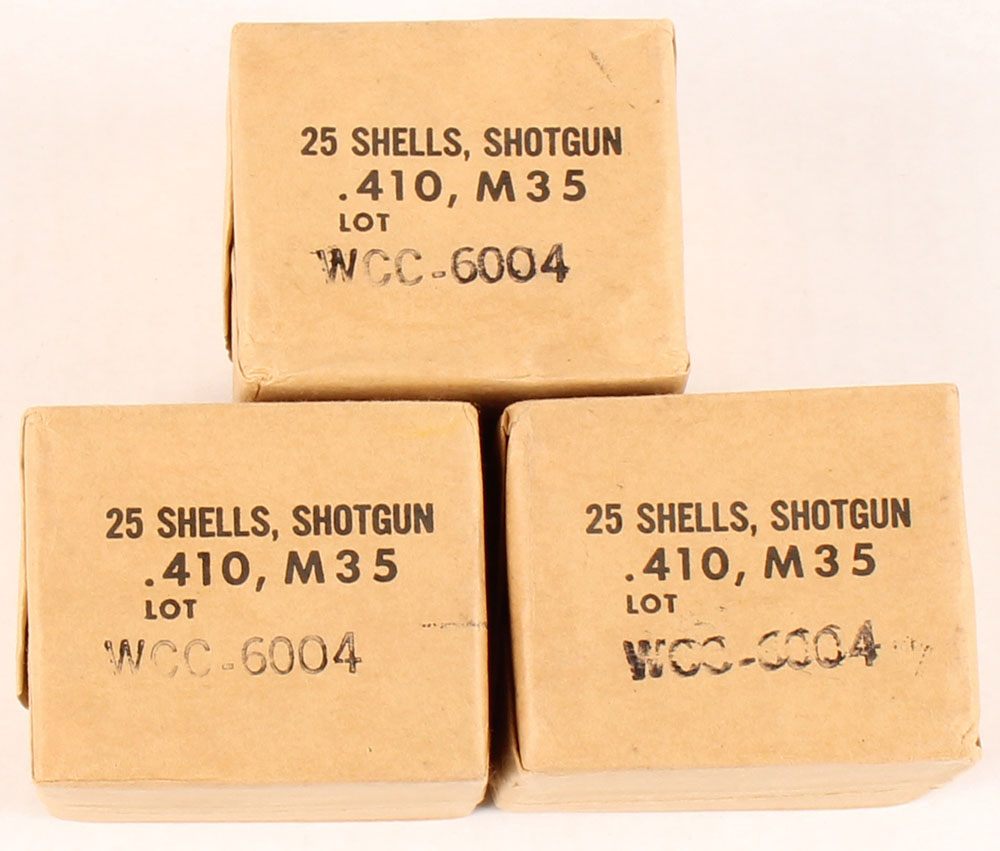 25 SHELLS, SHOTGUN
.410, M35
LOT
WCC-6004
25 SHELLS, SHOTGUN
.410, M35
LOT
WCC-6004
25 SHELLS, SHOTGUN
.410, M35
LOT
WCC-6004